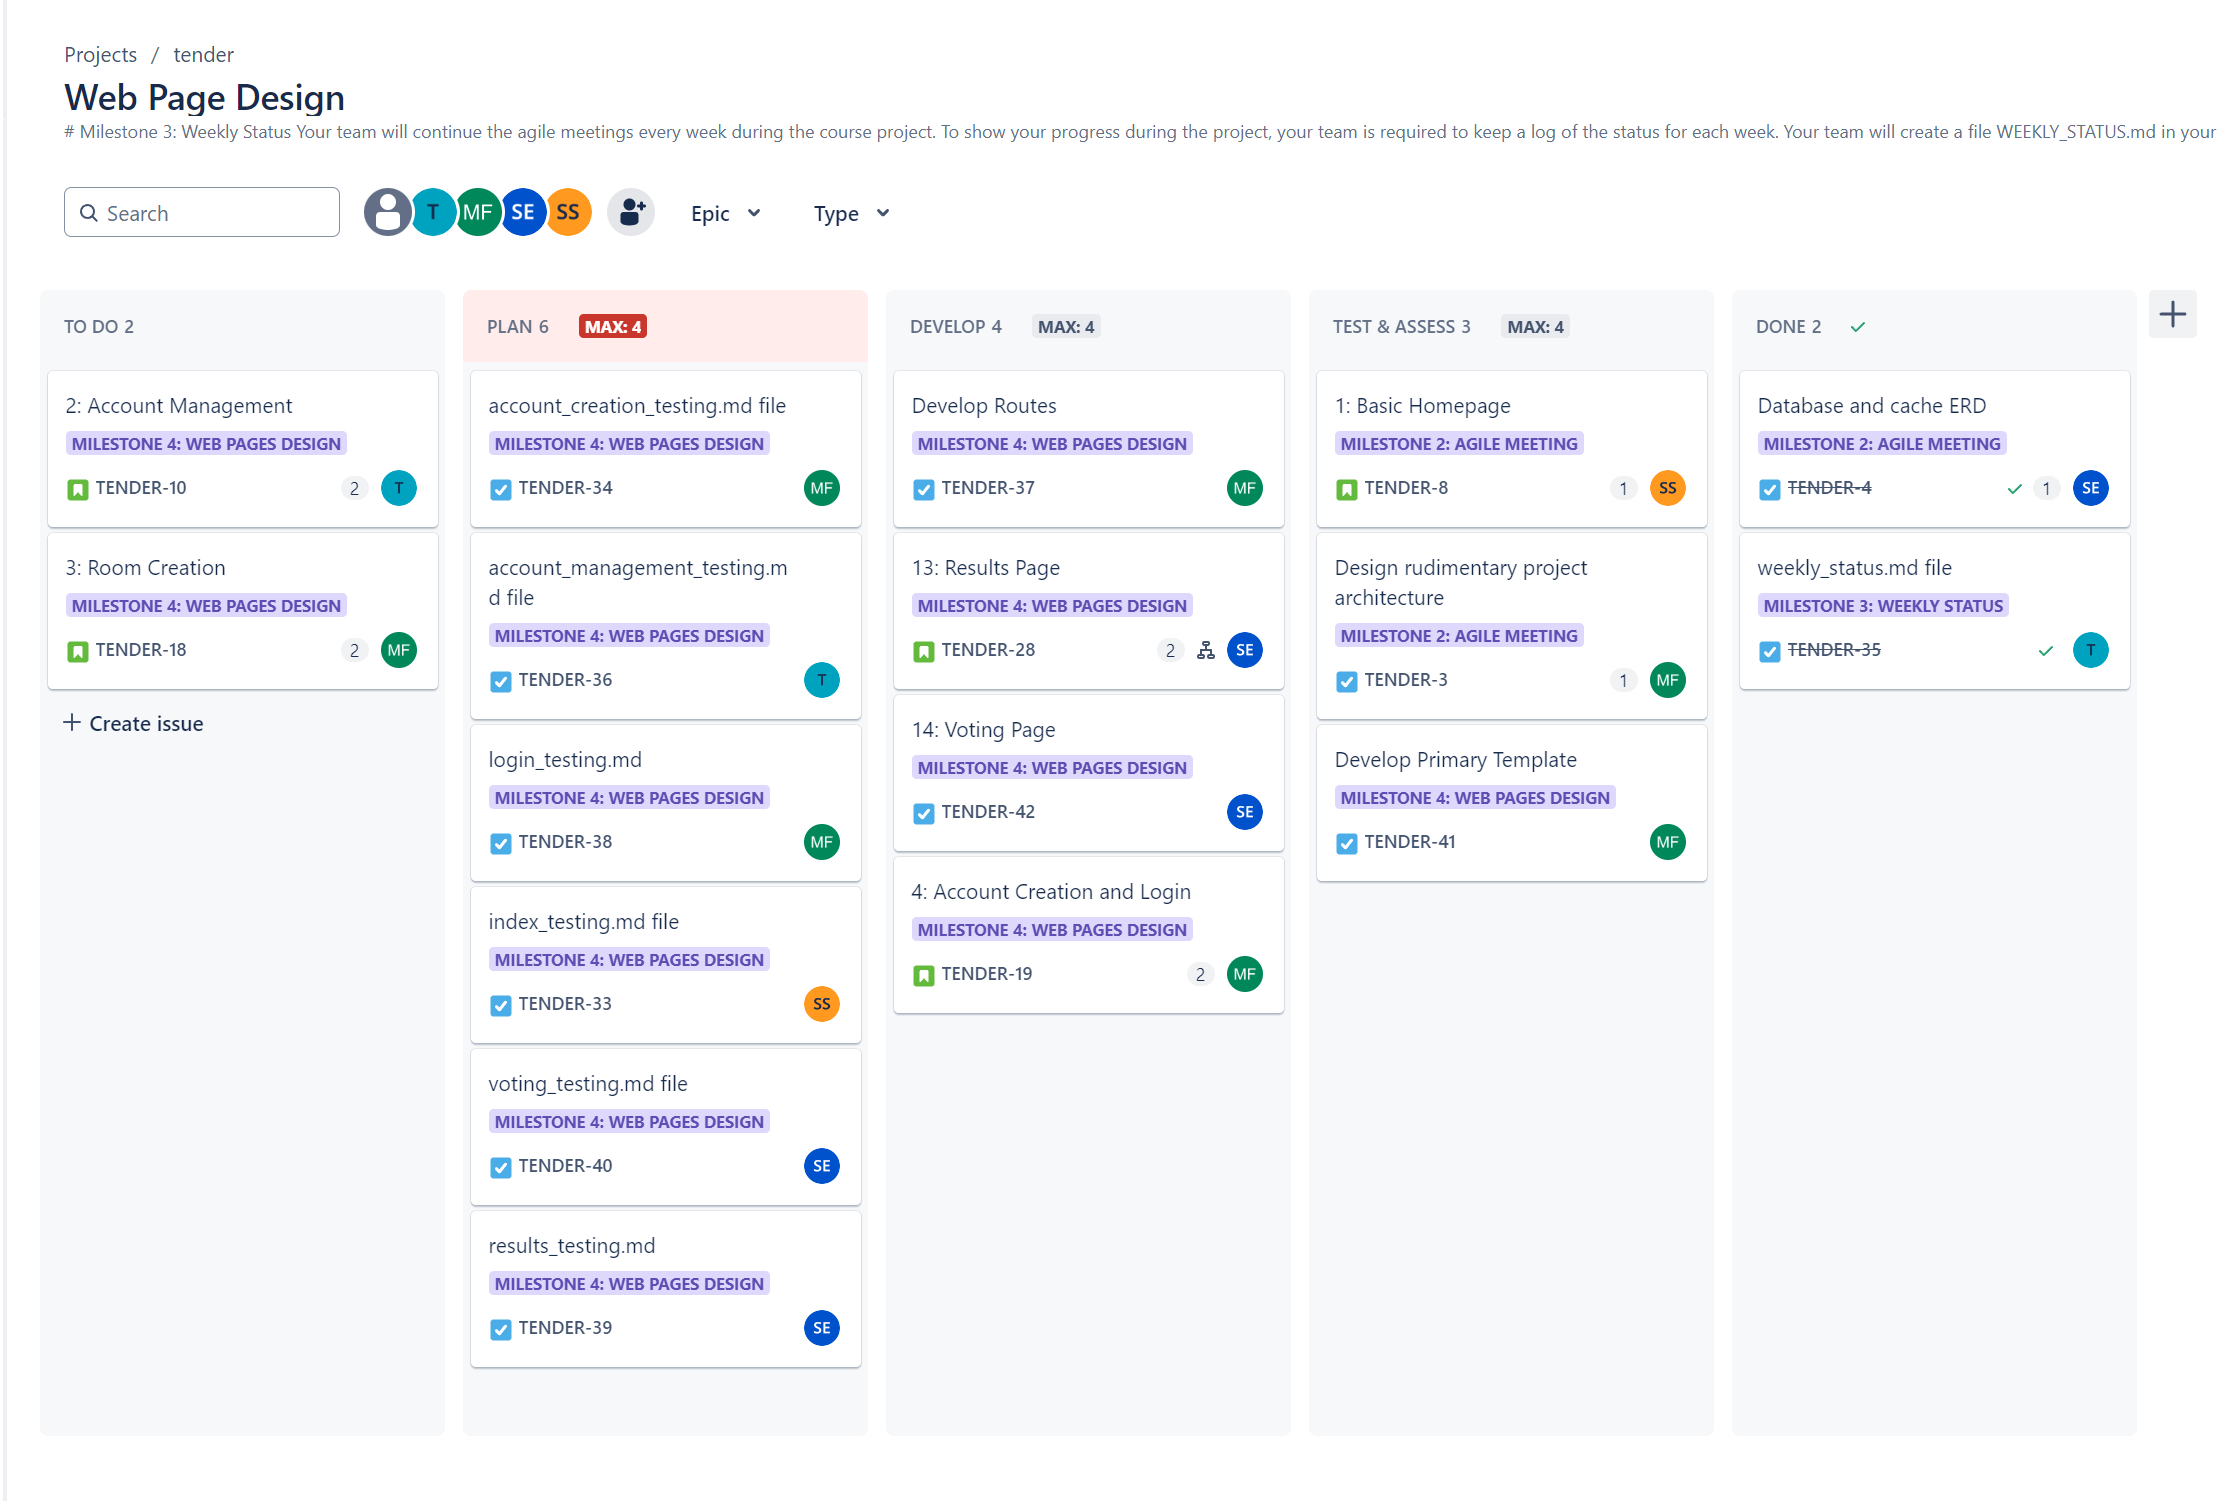 Projects / tender
Web Page Design
# Milestone 3: Weekly Status Your team will continue the agile meetings every week during the course project. To show your progress during the project, your team is required to keep a log of the status for each week. Your team will create a file WEEKLY_STATUS.md in your
Search
T
MF
SE
SS
Epic
Type
TO DO 2
2: Account Management
MILESTONE 4: WEB PAGES DESIGN
TENDER-10 2 T
3: Room Creation
MILESTONE 4: WEB PAGES DESIGN
TENDER-18 2 MF
Create issue
PLAN 6 MAX: 4
account_creation_testing.md file
MILESTONE 4: WEB PAGES DESIGN
TENDER-34 MF
account_management_testing.m
d file
MILESTONE 4: WEB PAGES DESIGN
TENDER-36 T
login_testing.md
MILESTONE 4: WEB PAGES DESIGN
TENDER-38 MF
index_testing.md file
MILESTONE 4: WEB PAGES DESIGN
TENDER-33 SS
voting_testing.md file
MILESTONE 4: WEB PAGES DESIGN
TENDER-40 SE
results_testing.md
MILESTONE 4: WEB PAGES DESIGN
TENDER-39 SE
DEVELOP 4 MAX: 4
Develop Routes
MILESTONE 4: WEB PAGES DESIGN
TENDER-37 MF
13: Results Page
MILESTONE 4: WEB PAGES DESIGN
TENDER-28 2 SE
14: Voting Page
MILESTONE 4: WEB PAGES DESIGN
TENDER-42 SE
4: Account Creation and Login
MILESTONE 4: WEB PAGES DESIGN
TENDER-19 2 MF
TEST & ASSESS 3 MAX: 4
1: Basic Homepage
MILESTONE 2: AGILE MEETING
TENDER-8 1 SS
Design rudimentary project
architecture
MILESTONE 2: AGILE MEETING
TENDER-3 1 MF
Develop Primary Template
MILESTONE 4: WEB PAGES DESIGN
TENDER-41 MF
DONE 2
Database and cache ERD
MILESTONE 2: AGILE MEETING
TENDER-4 1 SE
weekly_status.md file
MILESTONE 3: WEEKLY STATUS
TENDER-35 T